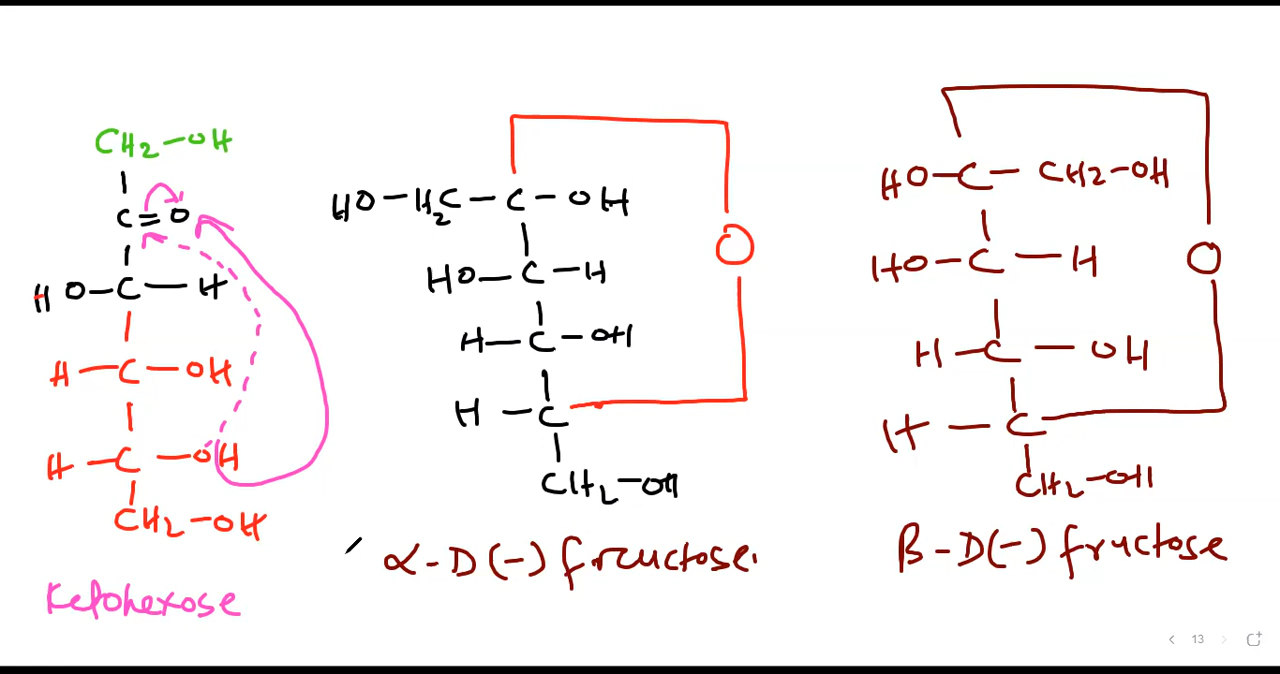 CH2-OH
C=O
HO-C-H
H-C-OH
H-C-OH
CH2-OH
Ketohexose
HO-H2C-C-OH
HO-C-H
H-C-OH
H-C
CH2-OH
O
α-D(-) fructose.
HO-C-CH2-OH
HO-C-H
H-C-OH
H-C
CH2-OH
O
β-D(-) fructose
13